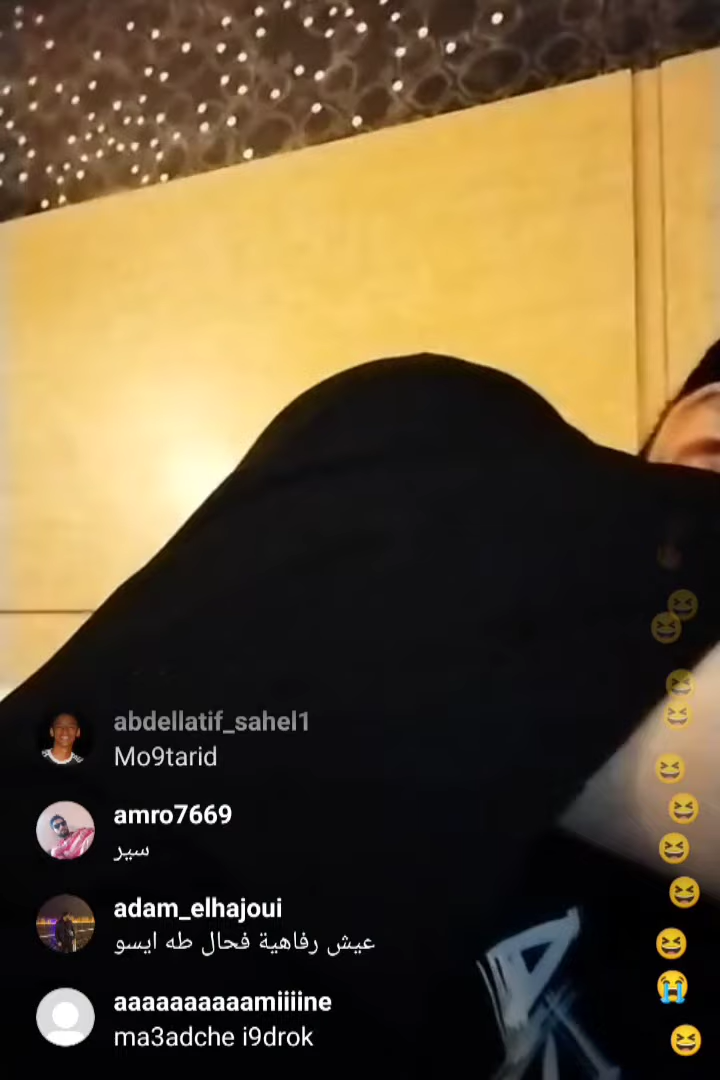 abdellatif_sahel1
Mo9tarid
amro7669
سير
adam_elhajoui
عيش رفاهية فحال طه ايسو
aaaaaaaaaamiiiine
ma3adche i9drok